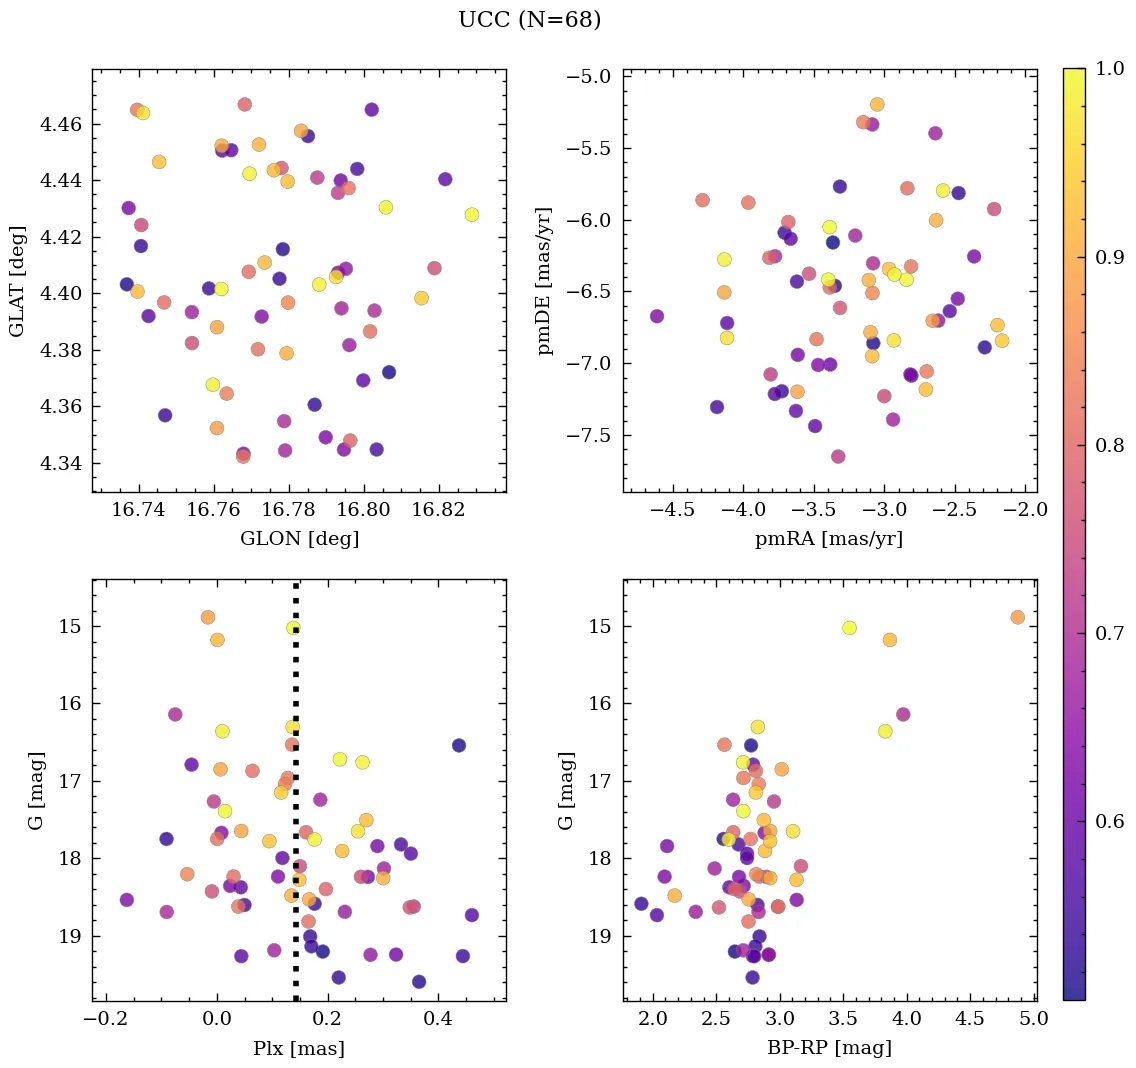 UCC (N=68)
4.46
4.44
4.42
4.40
4.38
4.36
4.34
GLAT [deg]
16.74 16.76 16.78 16.80 16.82
GLON [deg]
−5.0
−5.5
−6.0
−6.5
−7.0
−7.5
pmDE [mas/yr]
−4.5 −4.0 −3.5 −3.0 −2.5 −2.0
pmRA [mas/yr]
1.0
0.9
0.8
0.7
0.6
15
16
17
18
19
G [mag]
−0.2 0.0 0.2 0.4
Plx [mas]
15
16
17
18
19
G [mag]
2.0 2.5 3.0 3.5 4.0 4.5 5.0
BP-RP [mag]